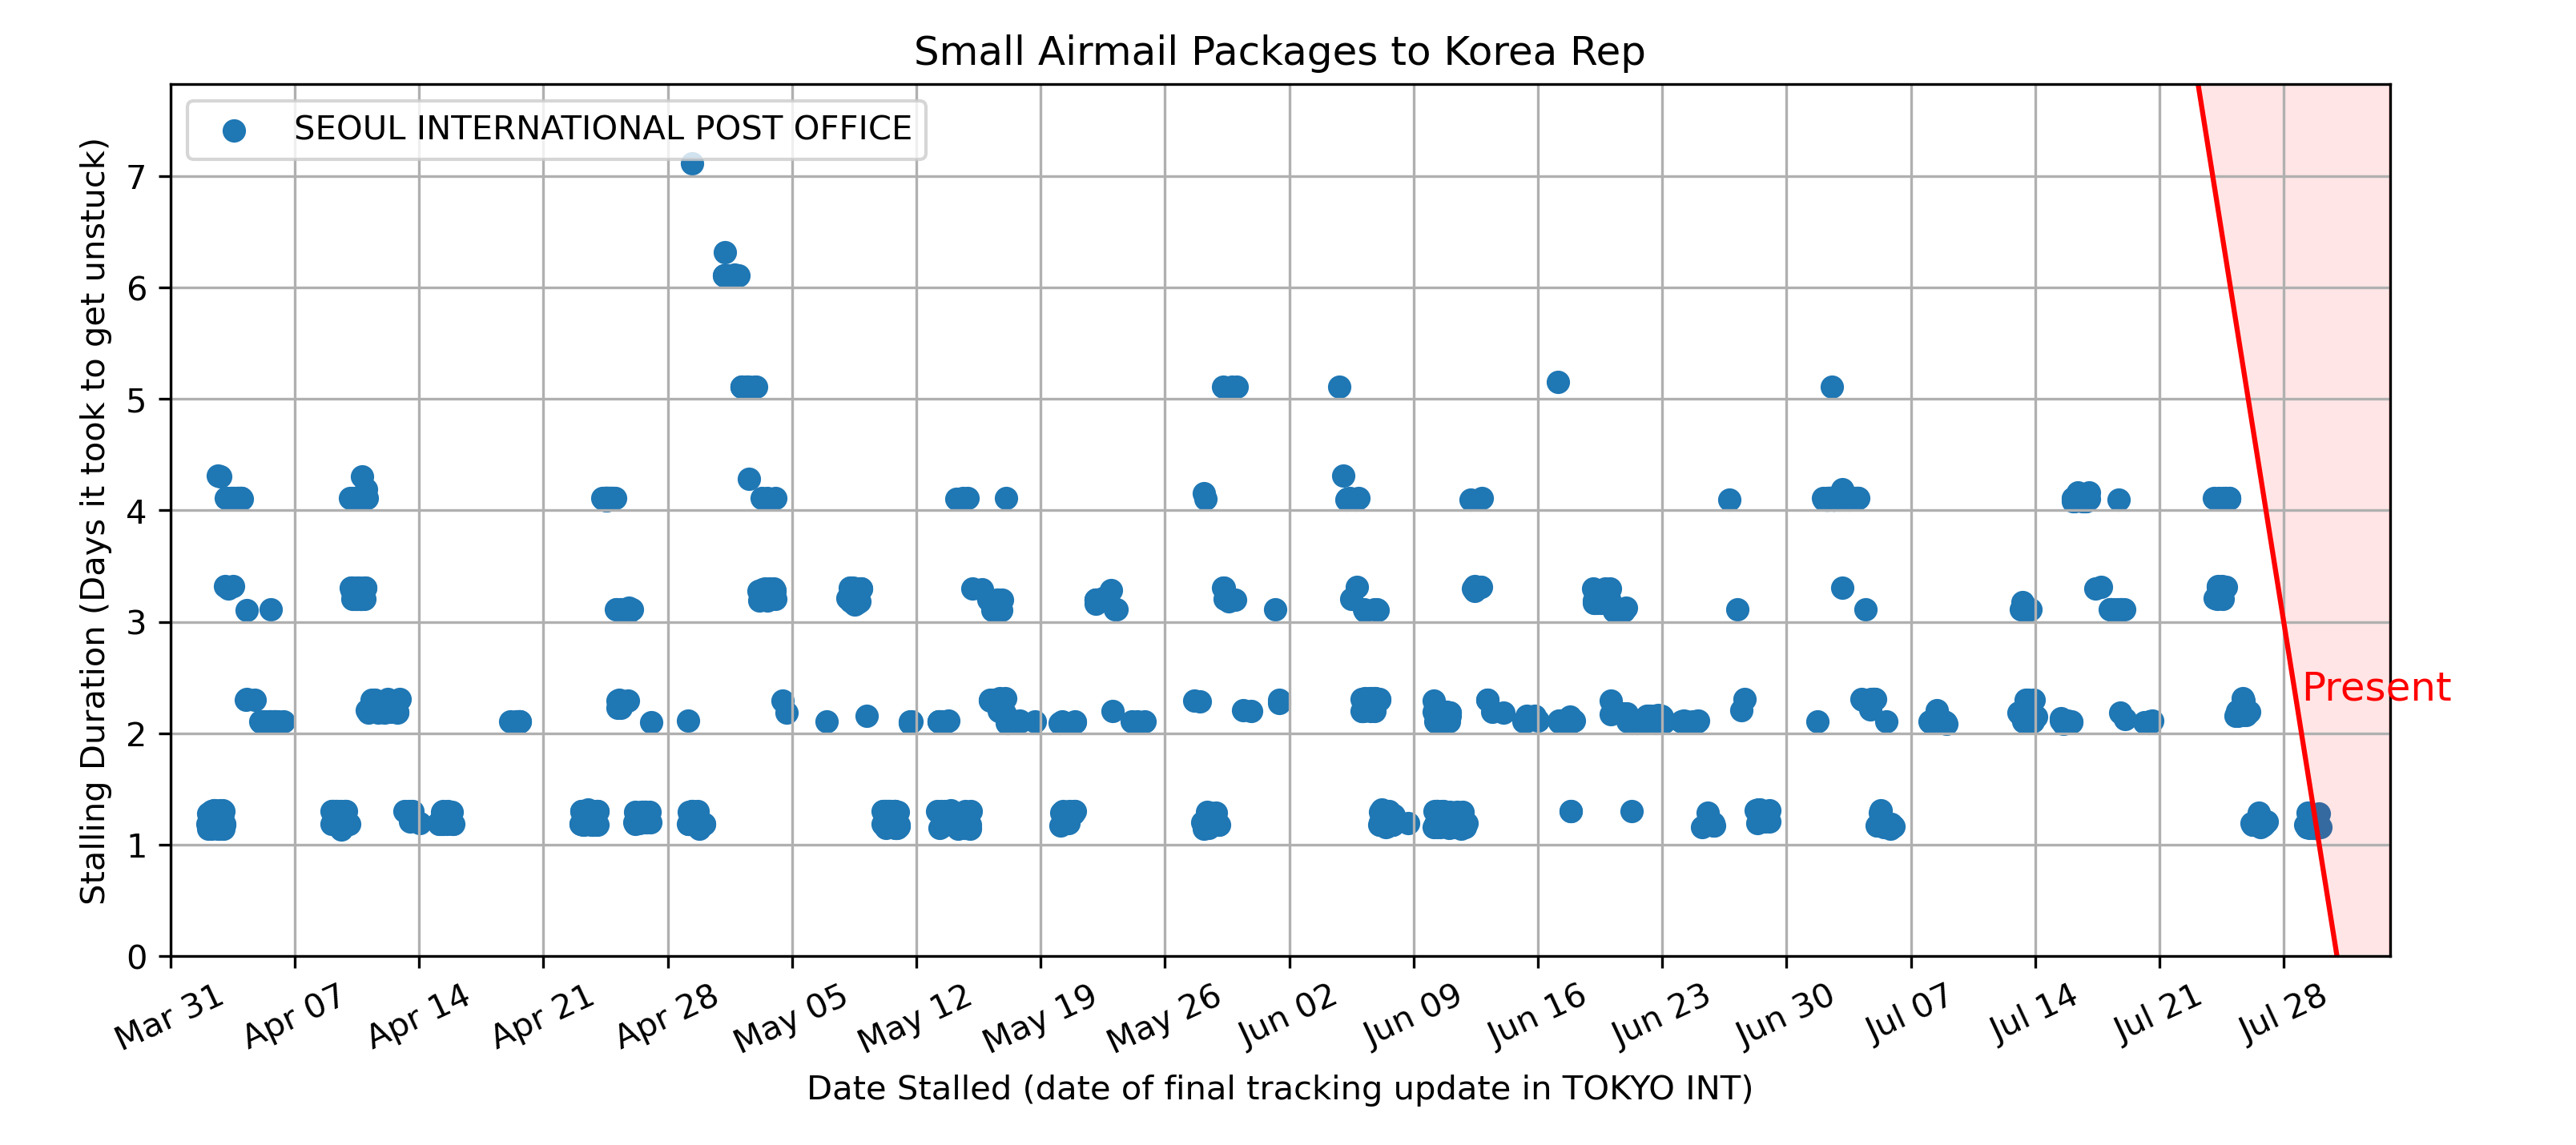 Small Airmail Packages to Korea Rep
SEOUL INTERNATIONAL POST OFFICE
Stalling Duration (Days it took to get unstuck)
7
6
5
4
3
2
1
0
Present
Mar 31
Apr 07
Apr 14
Apr 21
Apr 28
May 05
May 12
May 19
May 26
Jun 02
Jun 09
Jun 16
Jun 23
Jun 30
Jul 07
Jul 14
Jul 21
Jul 28
Date Stalled (date of final tracking update in TOKYO INT)